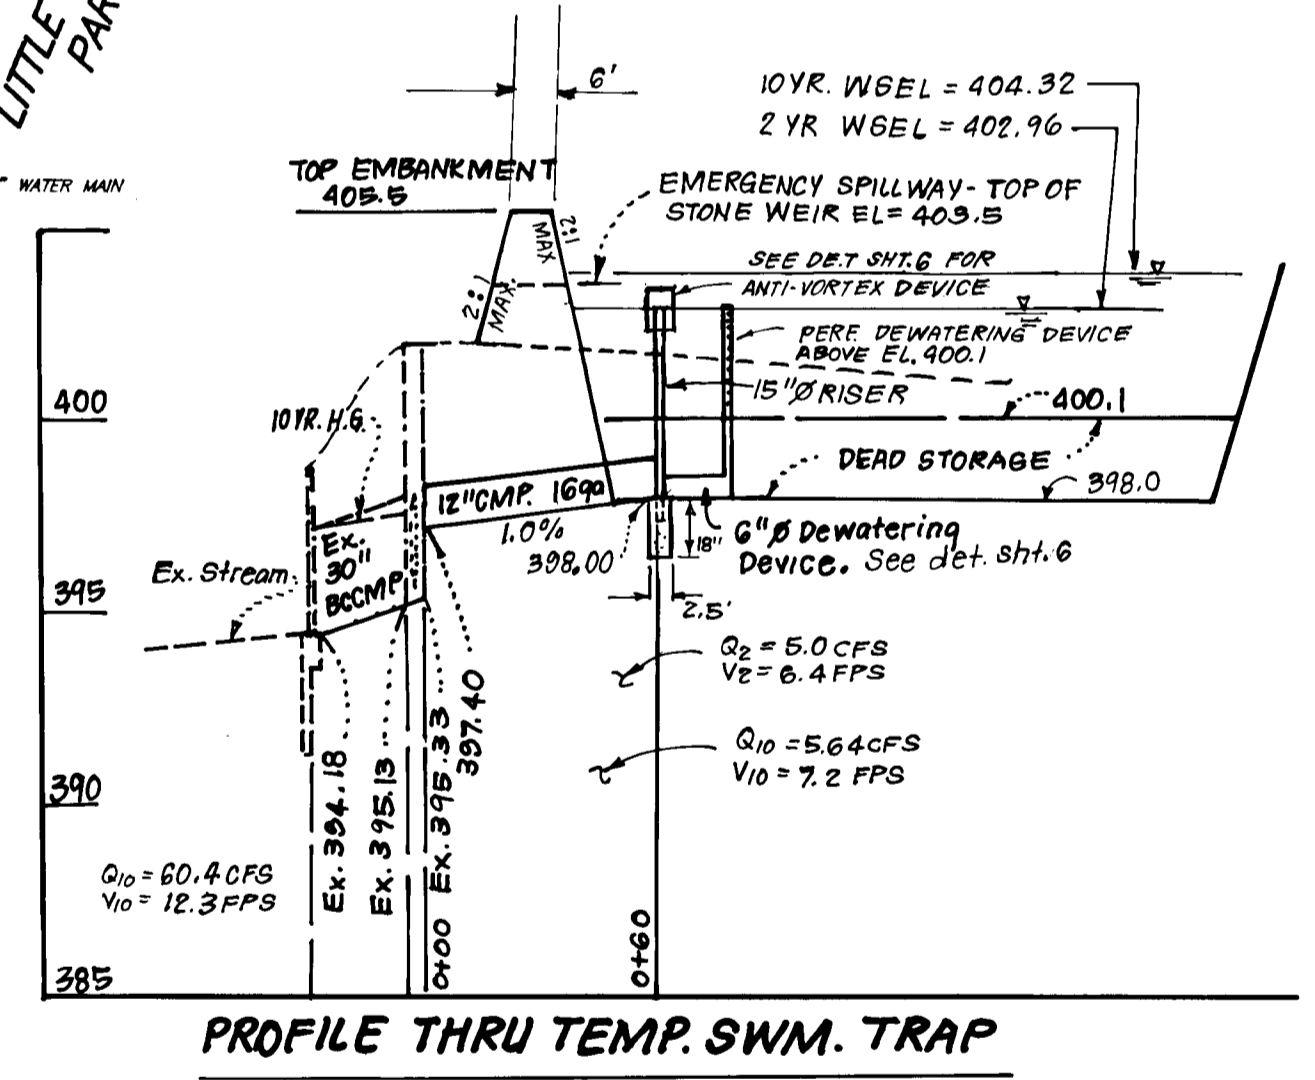 LITTLE
PAR
WATER MAIN
6'
10 YR. WSEL = 404.32
2 YR WSEL = 402.96
TOP EMBANKMENT
405.5
EMERGENCY SPILLWAY - TOP OF
STONE WEIR EL= 403.5
2:1
MAX
2:1
MAX.
SEE DET SHT. 6 FOR
ANTI-VORTEX DEVICE
PERF. DEWATERING DEVICE
ABOVE EL. 400.1
15"Ø RISER
400.1
400
10 YR. H.G.
DEAD STORAGE
398.0
12"CMP. 16ga
1.0%
398.00
18"
6"Ø Dewatering
Device. See det. sht. 6
Ex.
30"
BCCMP
Ex. Stream
395
2.5'
Q2 = 5.0 CFS
V2 = 6.4 FPS
Q10 = 5.64 CFS
V10 = 7.2 FPS
390
Ex. 394.18
Ex. 395.13
Ex. 395.33
397.40
Q10 = 60.4 CFS
V10 = 12.3 FPS
0+00
0+60
385
PROFILE THRU TEMP. SWM. TRAP